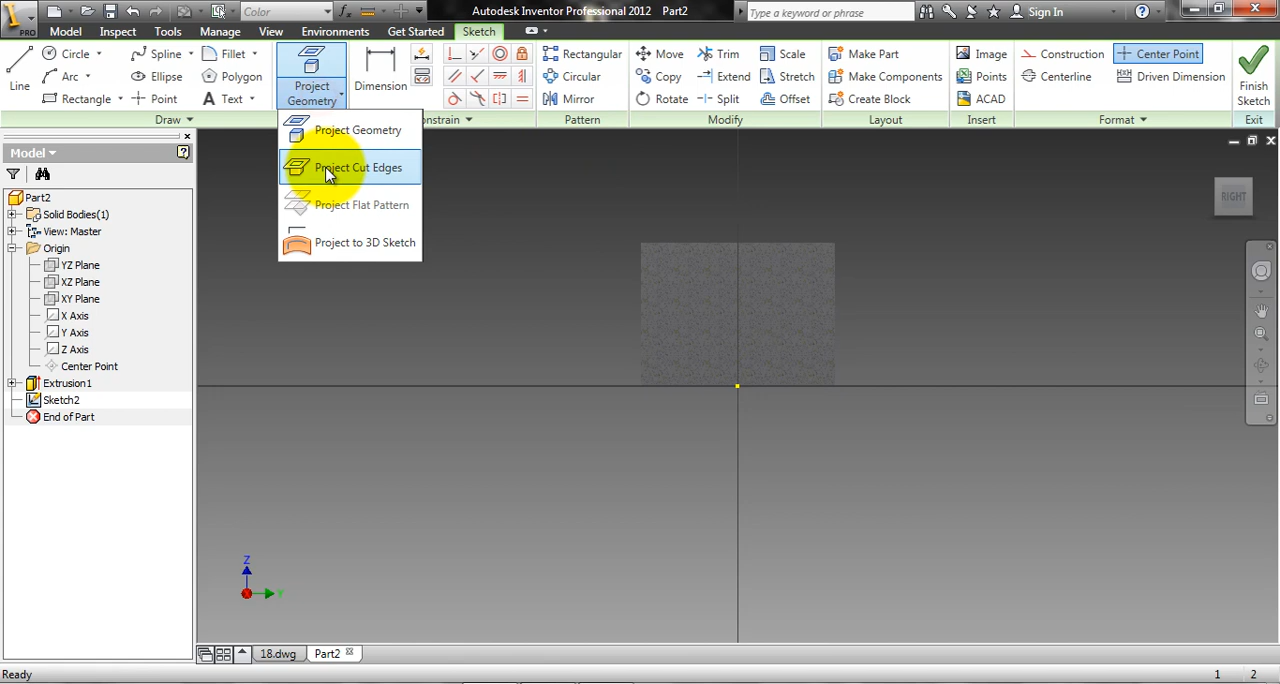 Color
Autodesk Inventor Professional 2012 Part2
Type a keyword or phrase
Sign In
PRO
Model
Inspect
Tools
Manage
View
Environments
Get Started
Sketch
Line
Circle
Arc
Rectangle
Spline
Ellipse
Point
Fillet
Polygon
Text
Draw
Project
Geometry
Dimension
Constrain
Rectangular
Circular
Mirror
Pattern
Move
Copy
Rotate
Trim
Extend
Split
Scale
Stretch
Offset
Modify
Make Part
Make Components
Create Block
Layout
Image
Points
ACAD
Insert
Construction
Centerline
Center Point
Driven Dimension
Format
Finish
Sketch
Exit
Project Geometry
Project Cut Edges
Project Flat Pattern
Project to 3D Sketch
Model
Part2
Solid Bodies(1)
View: Master
Origin
YZ Plane
XZ Plane
XY Plane
X Axis
Y Axis
Z Axis
Center Point
Extrusion1
Sketch2
End of Part
RIGHT
Z
Y
18.dwg
Part2
Ready
1 2